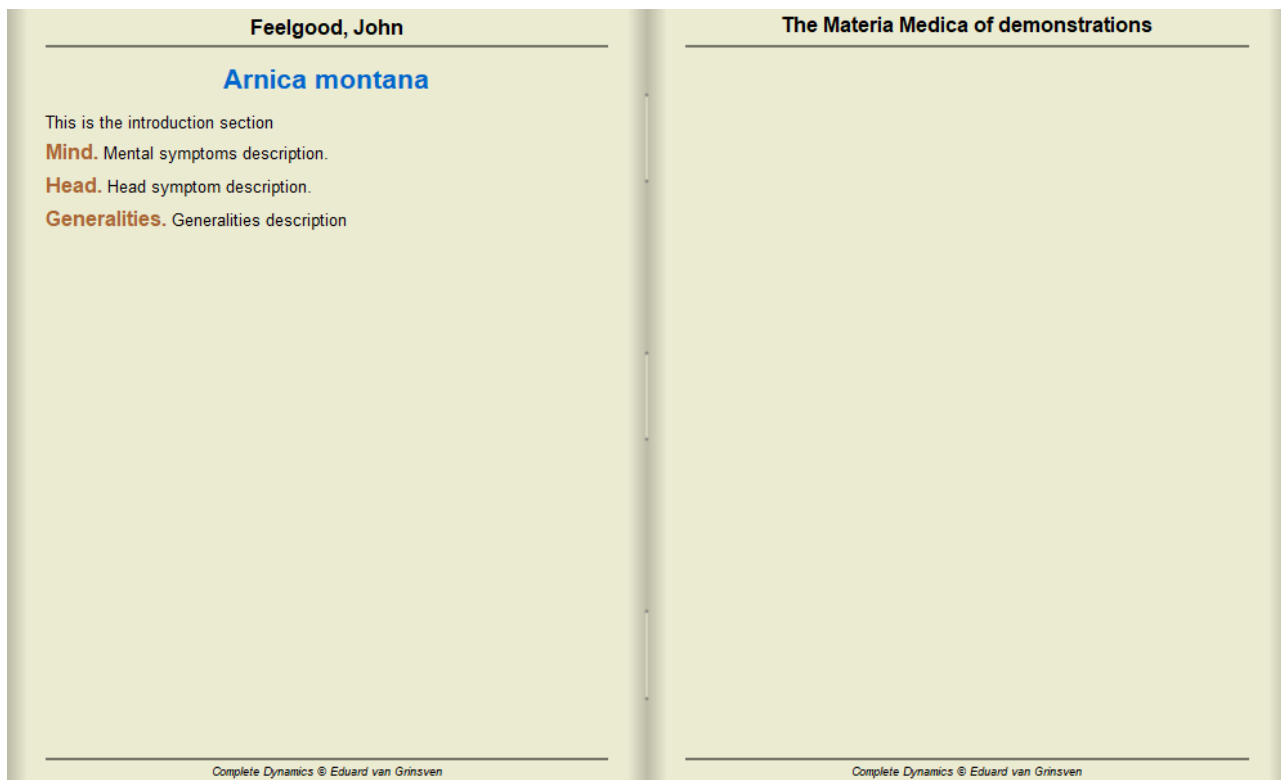 Feelgood, John
Arnica montana
This is the introduction section
Mind. Mental symptoms description.
Head. Head symptom description.
Generalities. Generalities description
Complete Dynamics © Eduard van Grinsven
The Materia Medica of demonstrations
Complete Dynamics © Eduard van Grinsven